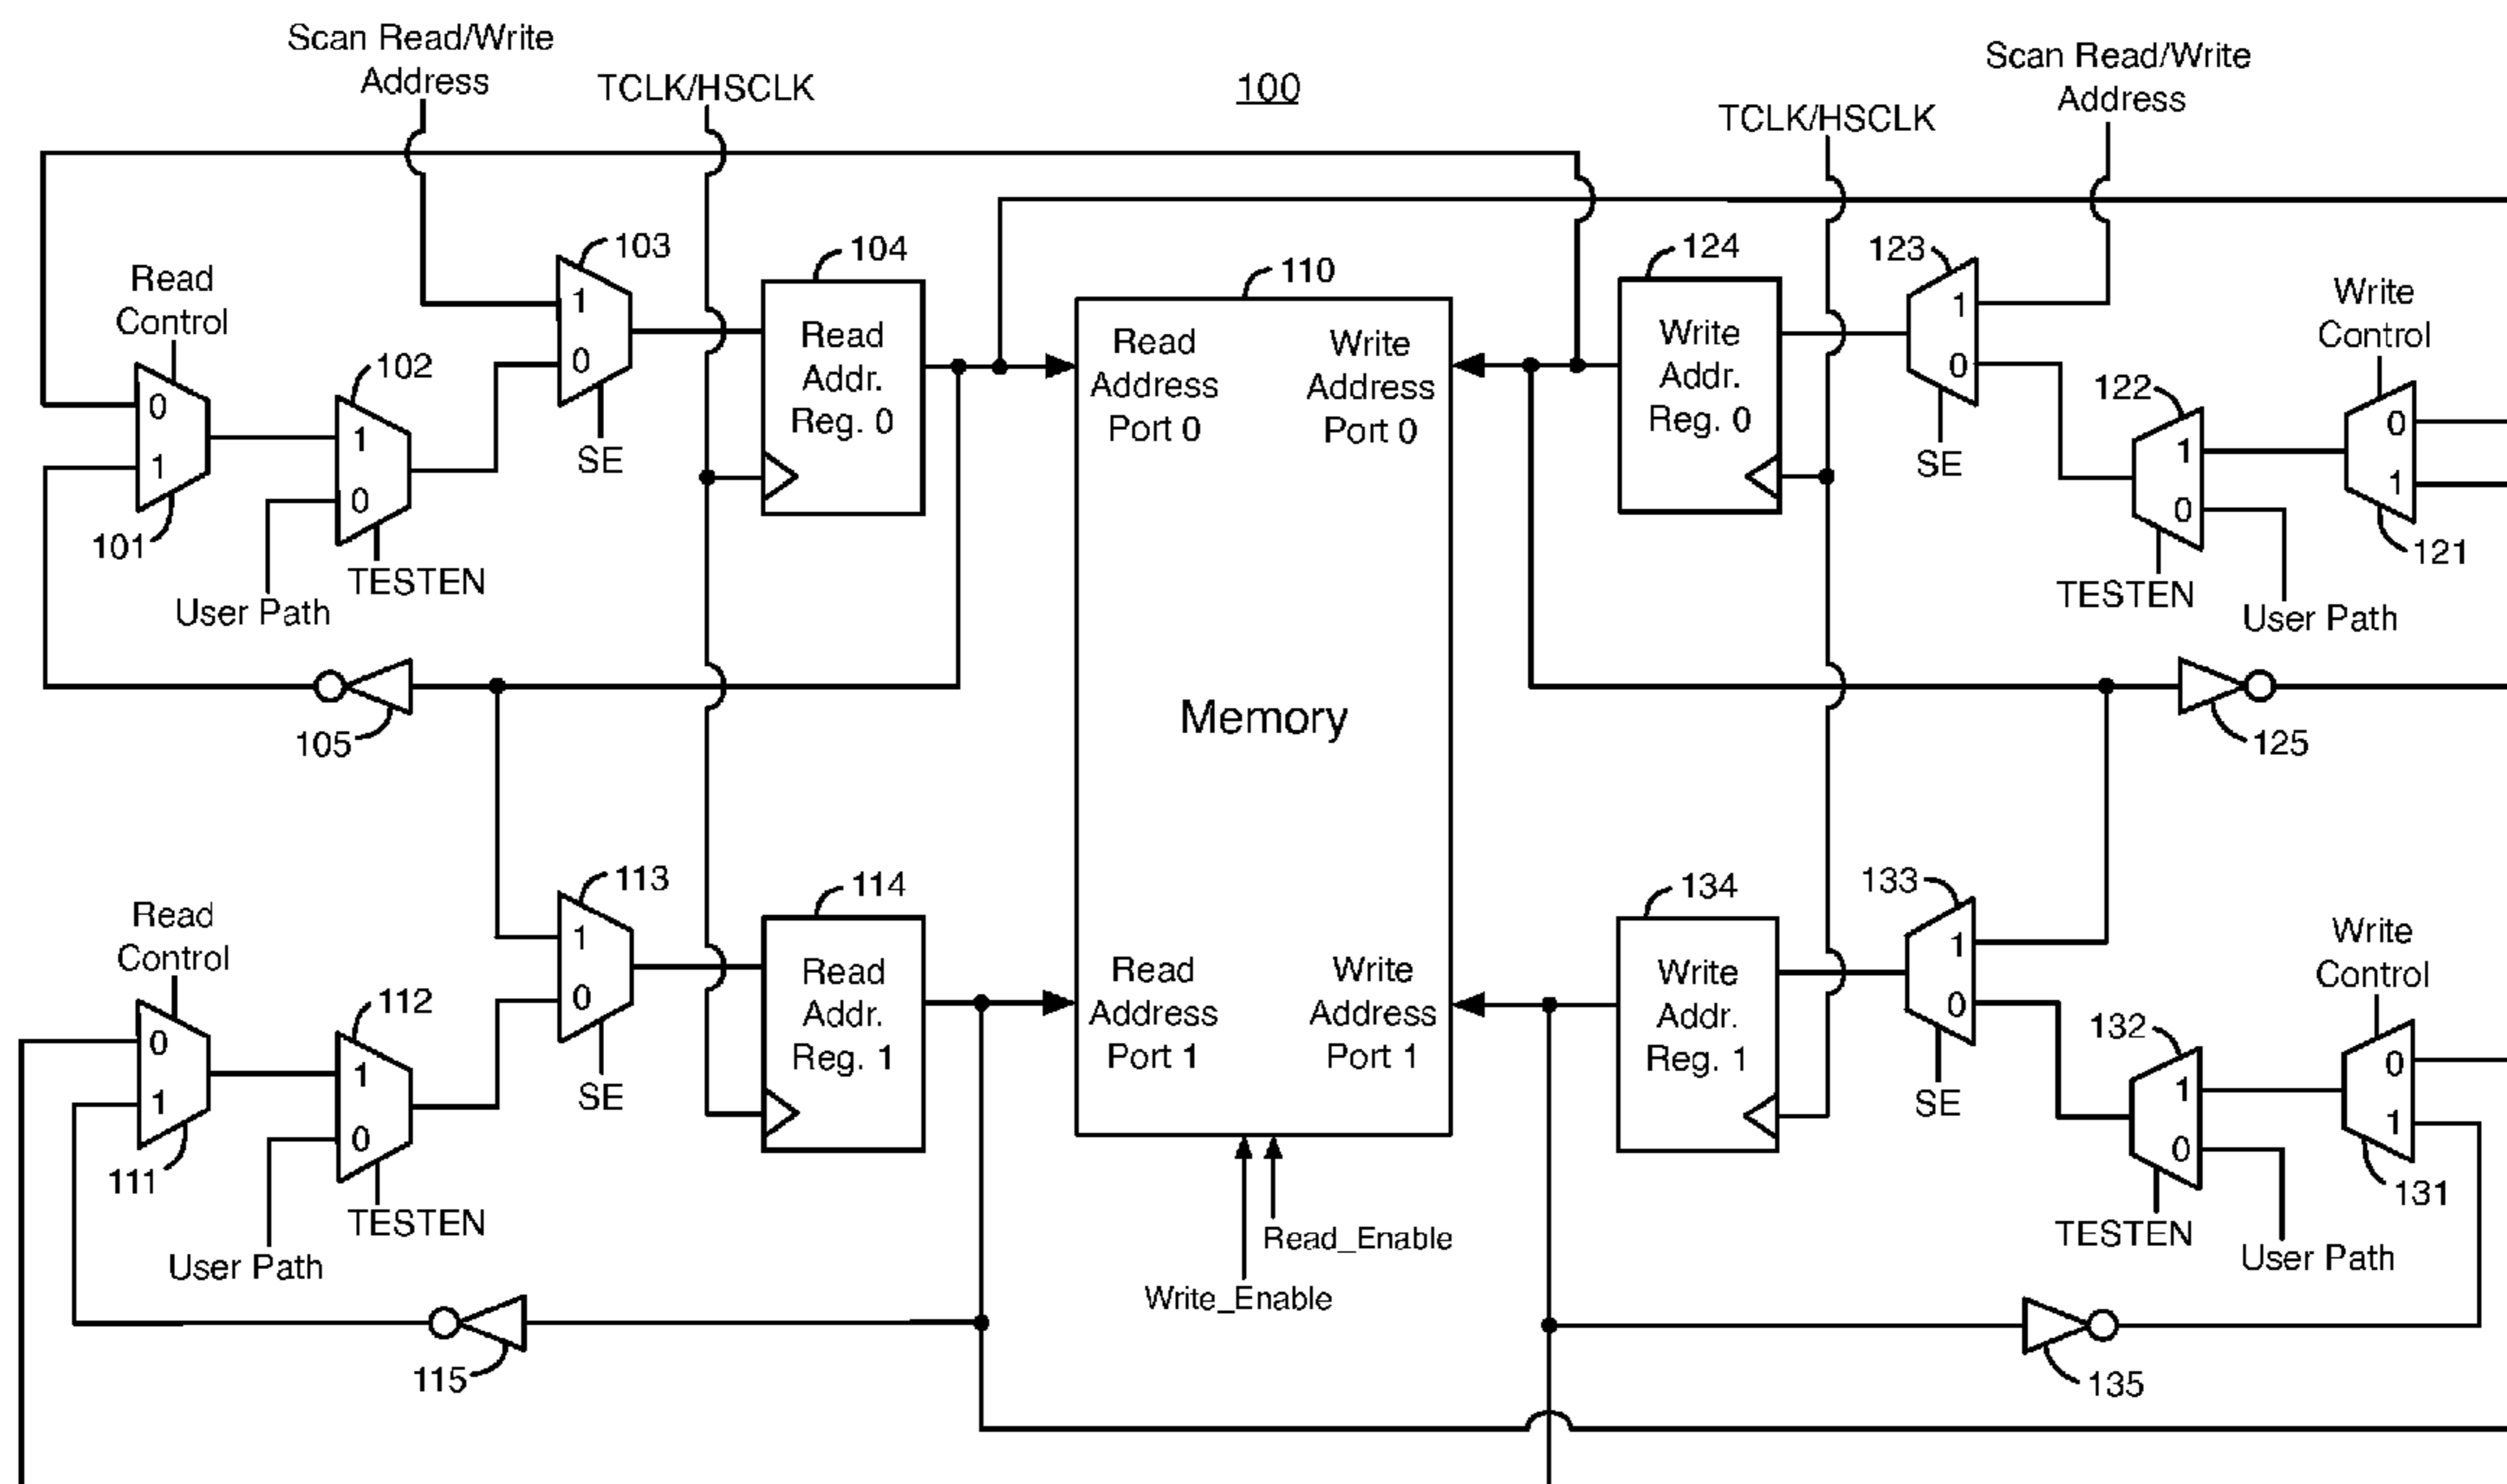 Scan Read/Write
Address
TCLK/HSCLK
100
Scan Read/Write
Address
TCLK/HSCLK
103
1
0
SE
104
Read
Addr.
Reg. 0
Read
Control
0
1
101
102
1
0
TESTEN
User Path
105
110
Read
Address
Port 0
Write
Address
Port 0
Memory
Read
Address
Port 1
Write
Address
Port 1
Read_Enable
Write_Enable
124
Write
Addr.
Reg. 0
123
1
0
SE
122
1
0
TESTEN
User Path
Write
Control
0
1
121
125
113
1
0
SE
114
Read
Addr.
Reg. 1
Read
Control
0
1
111
112
1
0
TESTEN
User Path
115
134
Write
Addr.
Reg. 1
133
1
0
SE
132
1
0
TESTEN
User Path
Write
Control
0
1
131
135